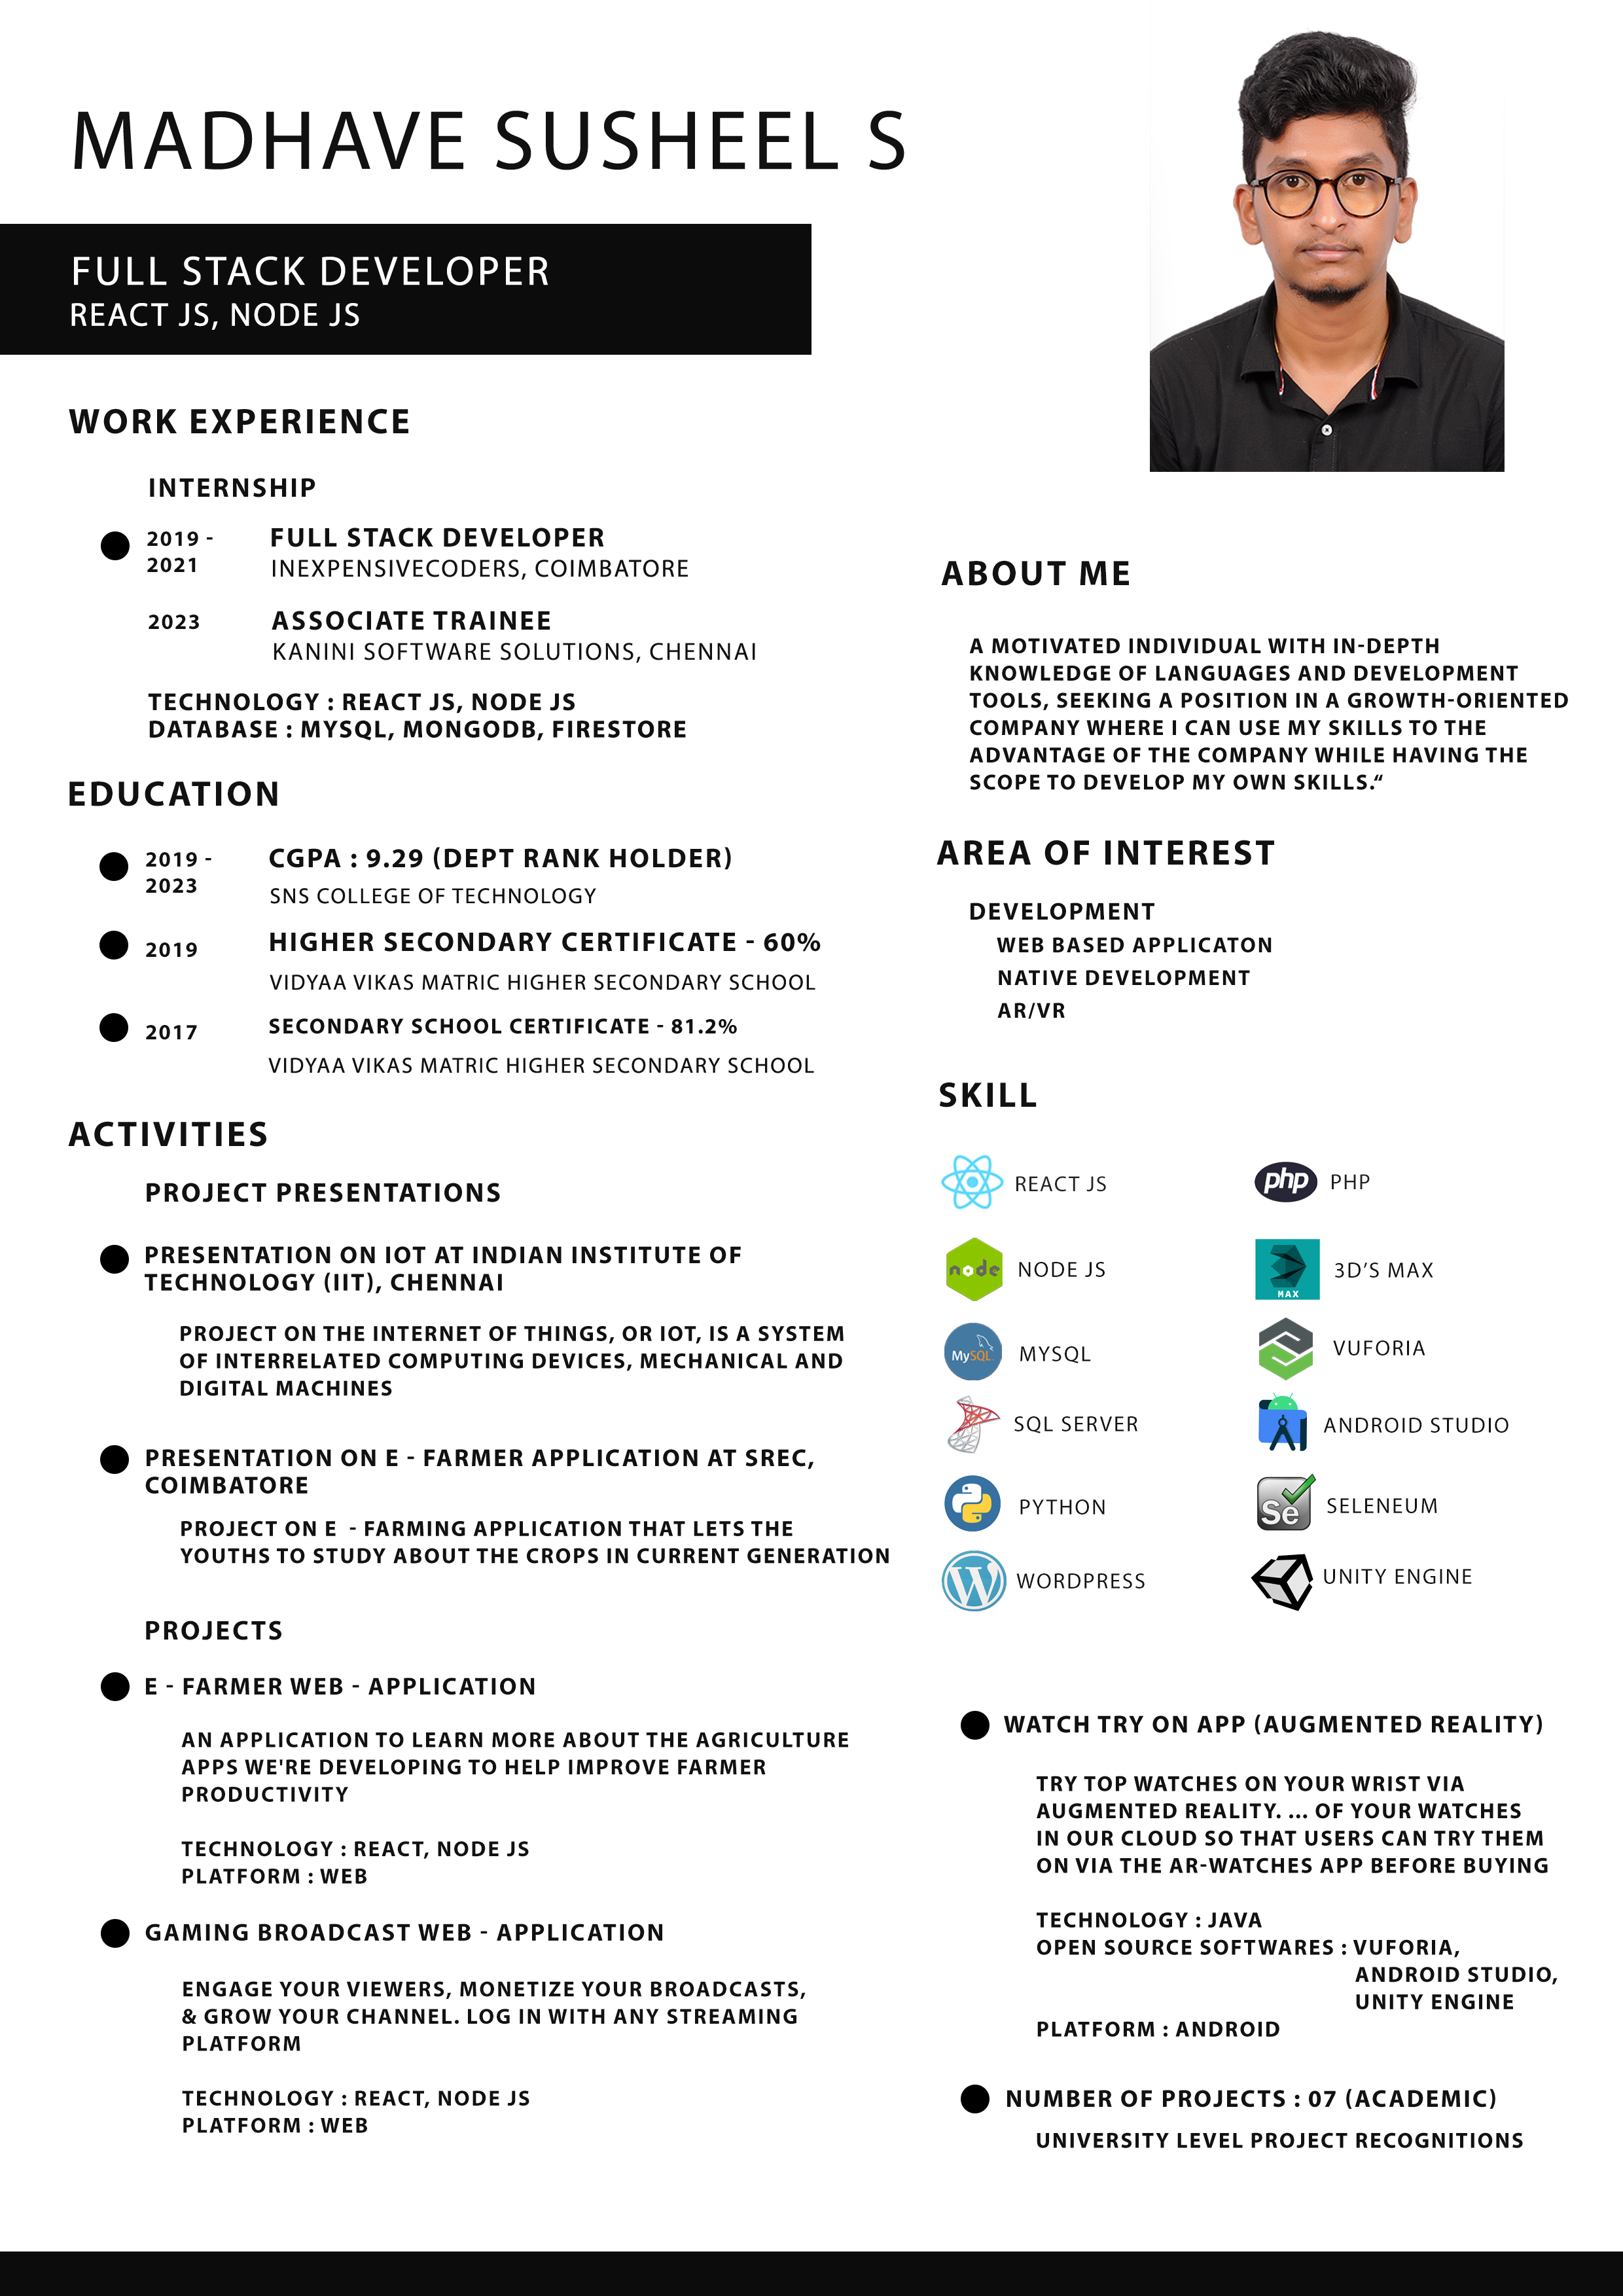 MADHAVE SUSHEEL S
FULL STACK DEVELOPER
REACT JS, NODE JS
WORK EXPERIENCE
INTERNSHIP
2019 -
2021
FULL STACK DEVELOPER
INEXPENSIVECODERS, COIMBATORE
2023
ASSOCIATE TRAINEE
KANINI SOFTWARE SOLUTIONS, CHENNAI
TECHNOLOGY : REACT JS, NODE JS
DATABASE : MYSQL, MONGODB, FIRESTORE
EDUCATION
2019 -
2023
CGPA : 9.29 (DEPT RANK HOLDER)
SNS COLLEGE OF TECHNOLOGY
2019
HIGHER SECONDARY CERTIFICATE - 60%
VIDYAA VIKAS MATRIC HIGHER SECONDARY SCHOOL
2017
SECONDARY SCHOOL CERTIFICATE - 81.2%
VIDYAA VIKAS MATRIC HIGHER SECONDARY SCHOOL
ACTIVITIES
PROJECT PRESENTATIONS
PRESENTATION ON IOT AT INDIAN INSTITUTE OF
TECHNOLOGY (IIT), CHENNAI
PROJECT ON THE INTERNET OF THINGS, OR IOT, IS A SYSTEM
OF INTERRELATED COMPUTING DEVICES, MECHANICAL AND
DIGITAL MACHINES
PRESENTATION ON E - FARMER APPLICATION AT SREC,
COIMBATORE
PROJECT ON E  - FARMING APPLICATION THAT LETS THE
YOUTHS TO STUDY ABOUT THE CROPS IN CURRENT GENERATION
PROJECTS
E - FARMER WEB - APPLICATION
AN APPLICATION TO LEARN MORE ABOUT THE AGRICULTURE
APPS WE'RE DEVELOPING TO HELP IMPROVE FARMER
PRODUCTIVITY
TECHNOLOGY : REACT, NODE JS
PLATFORM : WEB
GAMING BROADCAST WEB - APPLICATION
ENGAGE YOUR VIEWERS, MONETIZE YOUR BROADCASTS,
& GROW YOUR CHANNEL. LOG IN WITH ANY STREAMING
PLATFORM
TECHNOLOGY : REACT, NODE JS
PLATFORM : WEB
ABOUT ME
A MOTIVATED INDIVIDUAL WITH IN-DEPTH
KNOWLEDGE OF LANGUAGES AND DEVELOPMENT
TOOLS, SEEKING A POSITION IN A GROWTH-ORIENTED
COMPANY WHERE I CAN USE MY SKILLS TO THE
ADVANTAGE OF THE COMPANY WHILE HAVING THE
SCOPE TO DEVELOP MY OWN SKILLS.“
AREA OF INTEREST
DEVELOPMENT
WEB BASED APPLICATON
NATIVE DEVELOPMENT
AR/VR
SKILL
REACT JS
php PHP
node NODE JS
MAX 3D’S MAX
MySQL MYSQL
VUFORIA
SQL SERVER
ANDROID STUDIO
PYTHON
Se SELENEUM
W WORDPRESS
UNITY ENGINE
WATCH TRY ON APP (AUGMENTED REALITY)
TRY TOP WATCHES ON YOUR WRIST VIA
AUGMENTED REALITY. ... OF YOUR WATCHES
IN OUR CLOUD SO THAT USERS CAN TRY THEM
ON VIA THE AR-WATCHES APP BEFORE BUYING
TECHNOLOGY : JAVA
OPEN SOURCE SOFTWARES : VUFORIA,
ANDROID STUDIO,
UNITY ENGINE
PLATFORM : ANDROID
NUMBER OF PROJECTS : 07 (ACADEMIC)
UNIVERSITY LEVEL PROJECT RECOGNITIONS